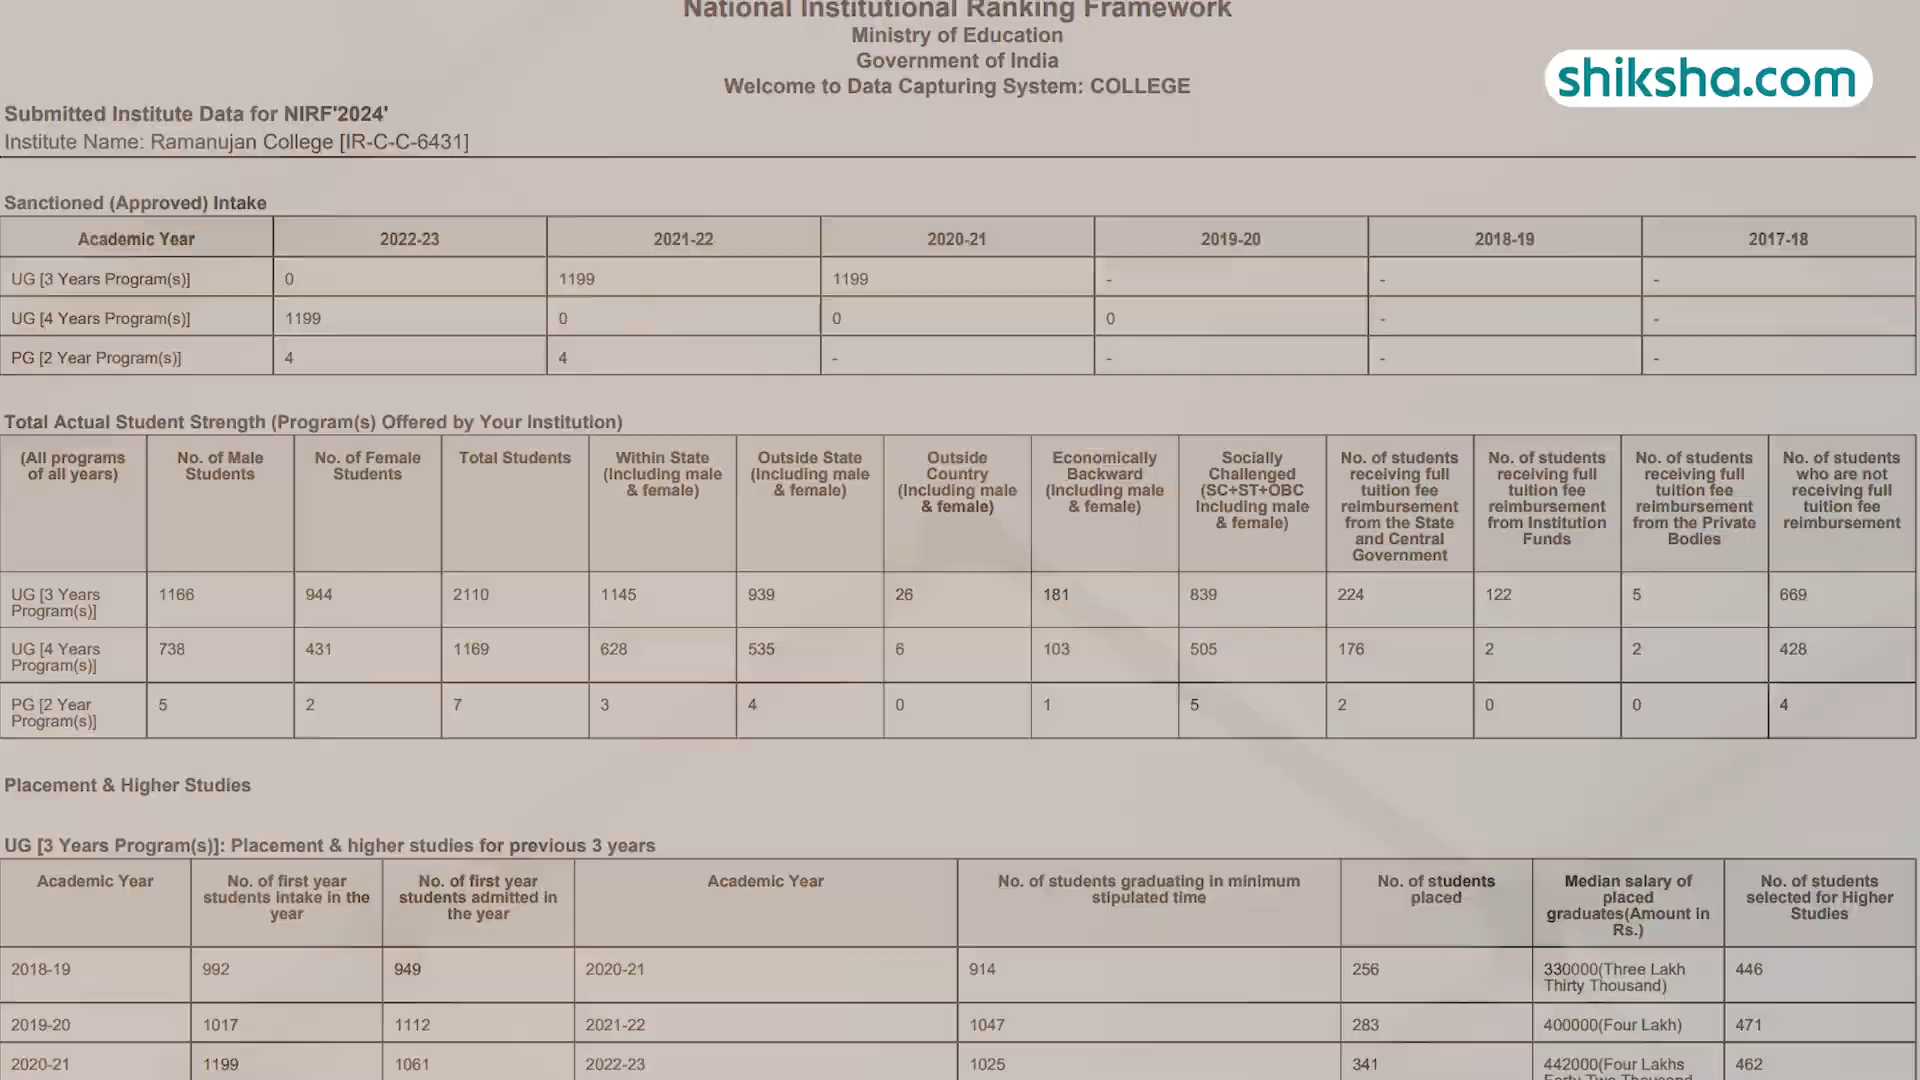 National Institutional Ranking Framework
Ministry of Education
Government of India
Welcome to Data Capturing System: COLLEGE
shiksha.com
Submitted Institute Data for NIRF'2024'
Institute Name: Ramanujan College [IR-C-C-6431]
Sanctioned (Approved) Intake
Academic Year 2022-23 2021-22 2020-21 2019-20 2018-19 2017-18
UG [3 Years Program(s)] 0 1199 1199 - - -
UG [4 Years Program(s)] 1199 0 0 0 - -
PG [2 Year Program(s)] 4 4 - - - -
Total Actual Student Strength (Program(s) Offered by Your Institution)
(All programs
of all years)
No. of Male
Students
No. of Female
Students
Total Students
Within State
(Including male
& female)
Outside State
(Including male
& female)
Outside
Country
(Including male
& female)
Economically
Backward
(Including male
& female)
Socially
Challenged
(SC+ST+OBC
Including male
& female)
No. of students
receiving full
tuition fee
reimbursement
from the State
and Central
Government
No. of students
receiving full
tuition fee
reimbursement
from Institution
Funds
No. of students
receiving full
tuition fee
reimbursement
from the Private
Bodies
No. of students
who are not
receiving full
tuition fee
reimbursement
UG [3 Years
Program(s)]
1166 944 2110 1145 939 26 181 839 224 122 5 669
UG [4 Years
Program(s)]
738 431 1169 628 535 6 103 505 176 2 2 428
PG [2 Year
Program(s)]
5 2 7 3 4 0 1 5 2 0 0 4
Placement & Higher Studies
UG [3 Years Program(s)]: Placement & higher studies for previous 3 years
Academic Year
No. of first year
students intake in the
year
No. of first year
students admitted in
the year
Academic Year
No. of students graduating in minimum
stipulated time
No. of students
placed
Median salary of
placed
graduates(Amount in
Rs.)
No. of students
selected for Higher
Studies
2018-19 992 949 2020-21 914 256 330000(Three Lakh
Thirty Thousand)
446
2019-20 1017 1112 2021-22 1047 283 400000(Four Lakh) 471
2020-21 1199 1061 2022-23 1025 341 442000(Four Lakhs
462